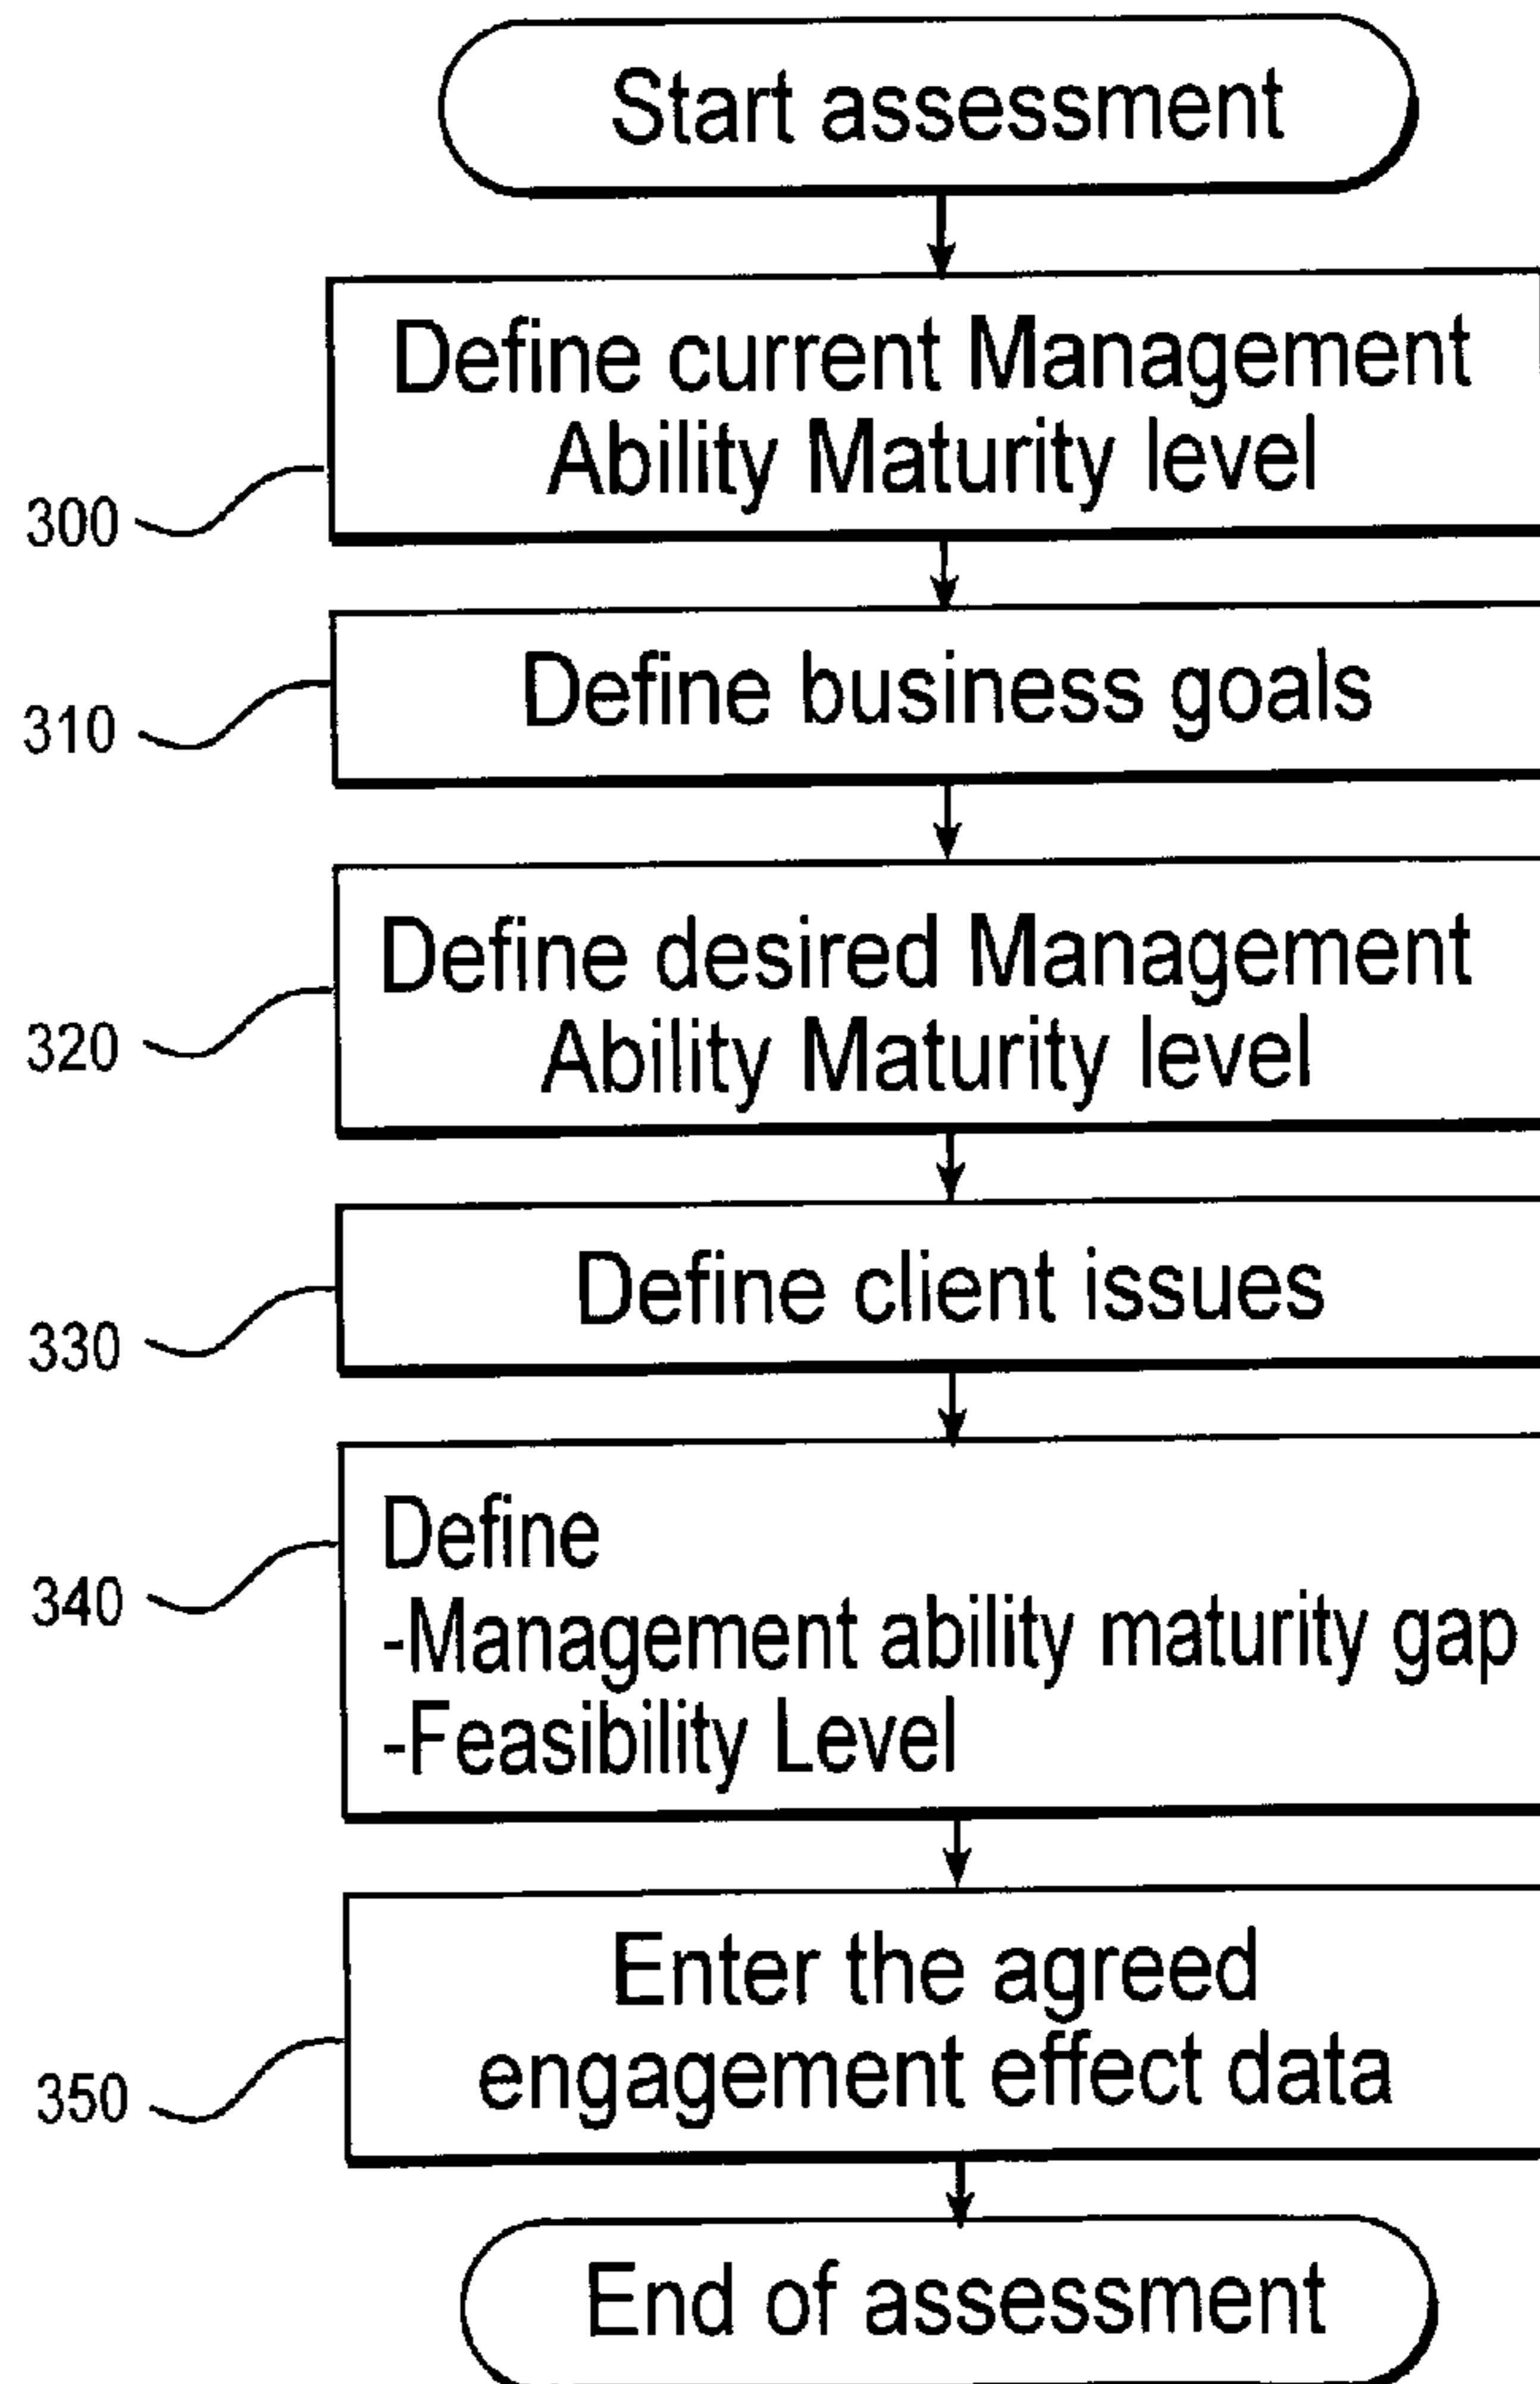 Start assessment
Define current Management
Ability Maturity level
300
Define business goals
310
Define desired Management
Ability Maturity level
320
Define client issues
330
Define
-Management ability maturity gap
-Feasibility Level
340
Enter the agreed
engagement effect data
350
End of assessment